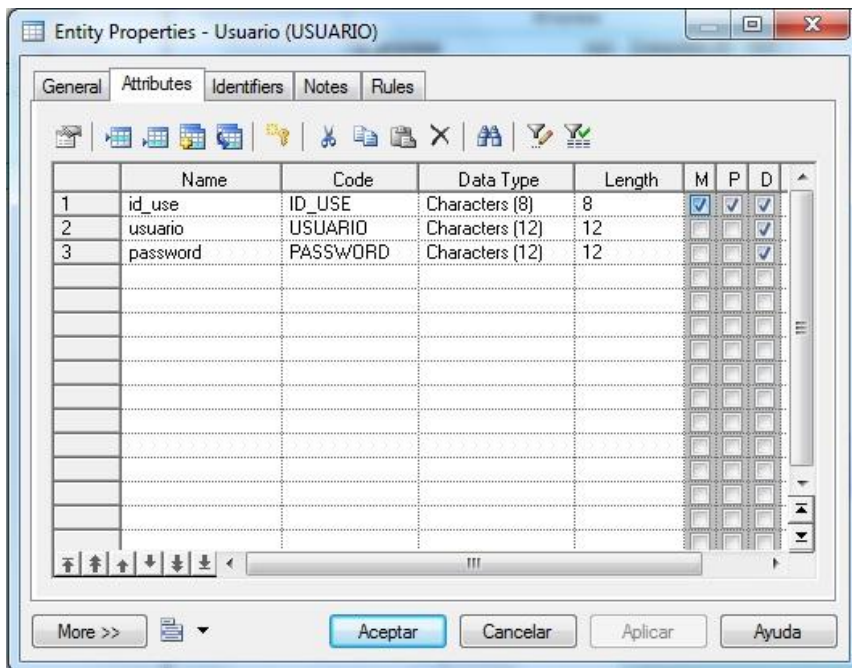 Entity Properties - Usuario (USUARIO)
General Attributes Identifiers Notes Rules
Name Code Data Type Length M P D
1 id_use ID_USE Characters (8) 8
2 usuario USUARIO Characters (12) 12
3 password PASSWORD Characters (12) 12
More >> Aceptar Cancelar Aplicar Ayuda